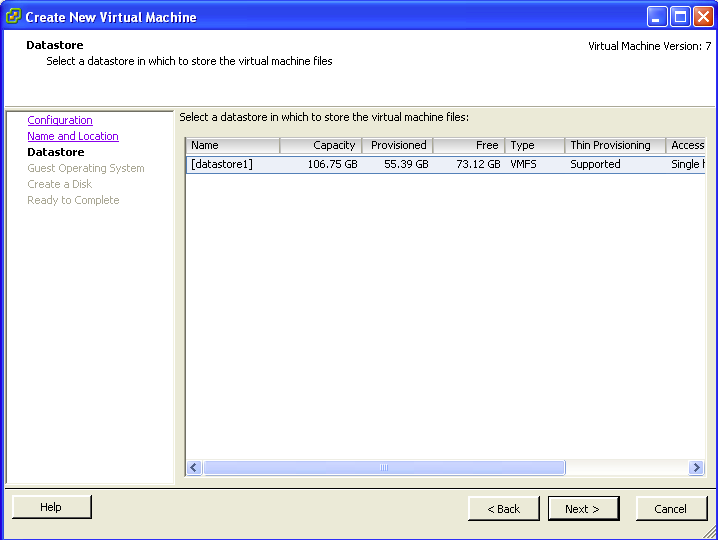 Create New Virtual Machine
Datastore
Select a datastore in which to store the virtual machine files
Virtual Machine Version: 7
Configuration
Name and Location
Datastore
Guest Operating System
Create a Disk
Ready to Complete
Select a datastore in which to store the virtual machine files:
Name Capacity Provisioned Free Type Thin Provisioning Access
[datastore1] 106.75 GB 55.39 GB 73.12 GB VMFS Supported Single
Help
< Back
Next >
Cancel